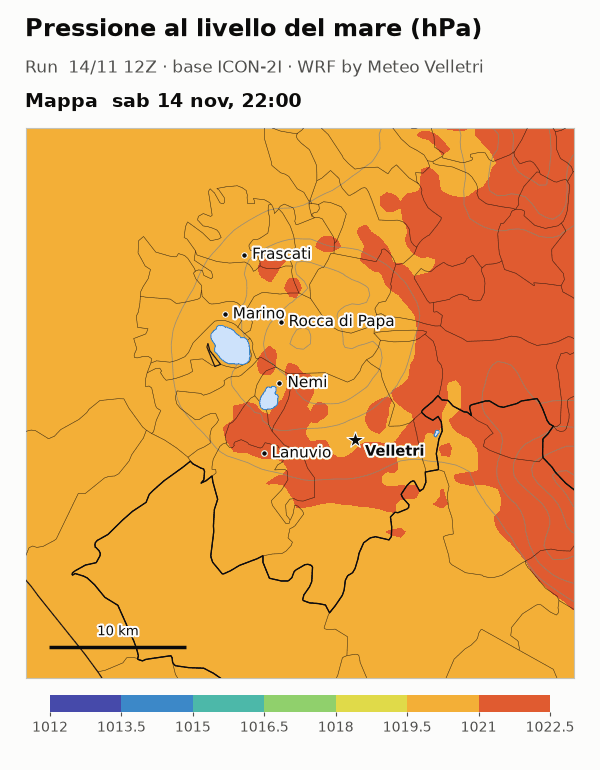 Pressione al livello del mare (hPa)
Run  14/11 12Z · base ICON-2I · WRF by Meteo Velletri
Mappa  sab 14 nov, 22:00
Frascati
Marino
Rocca di Papa
Nemi
Velletri
Lanuvio
10 km
1012 1013.5 1015 1016.5 1018 1019.5 1021 1022.5